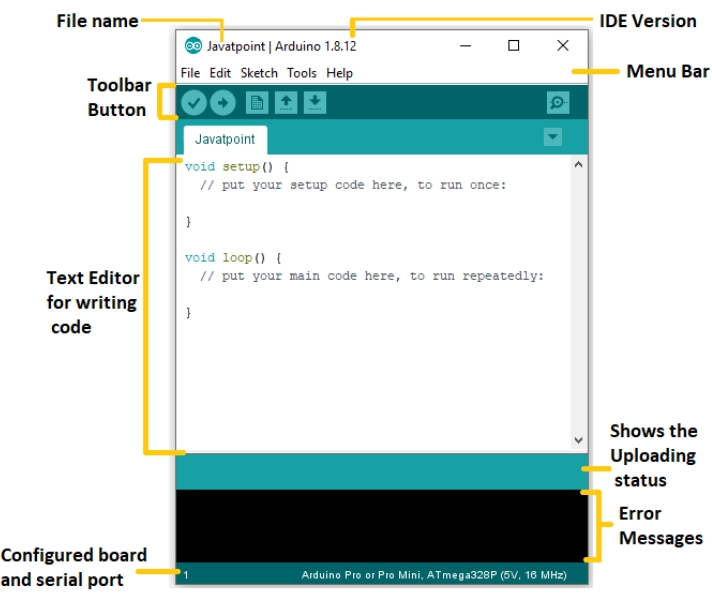 File name
IDE Version
Javatpoint | Arduino 1.8.12
File Edit Sketch Tools Help
Menu Bar
Toolbar
Button
Javatpoint
void setup() {
// put your setup code here, to run once:
}
void loop() {
// put your main code here, to run repeatedly:
}
Text Editor
for writing
code
Shows the
Uploading
status
Error
Messages
Configured board
and serial port
1
Arduino Pro or Pro Mini, ATmega328P (5V, 16 MHz)